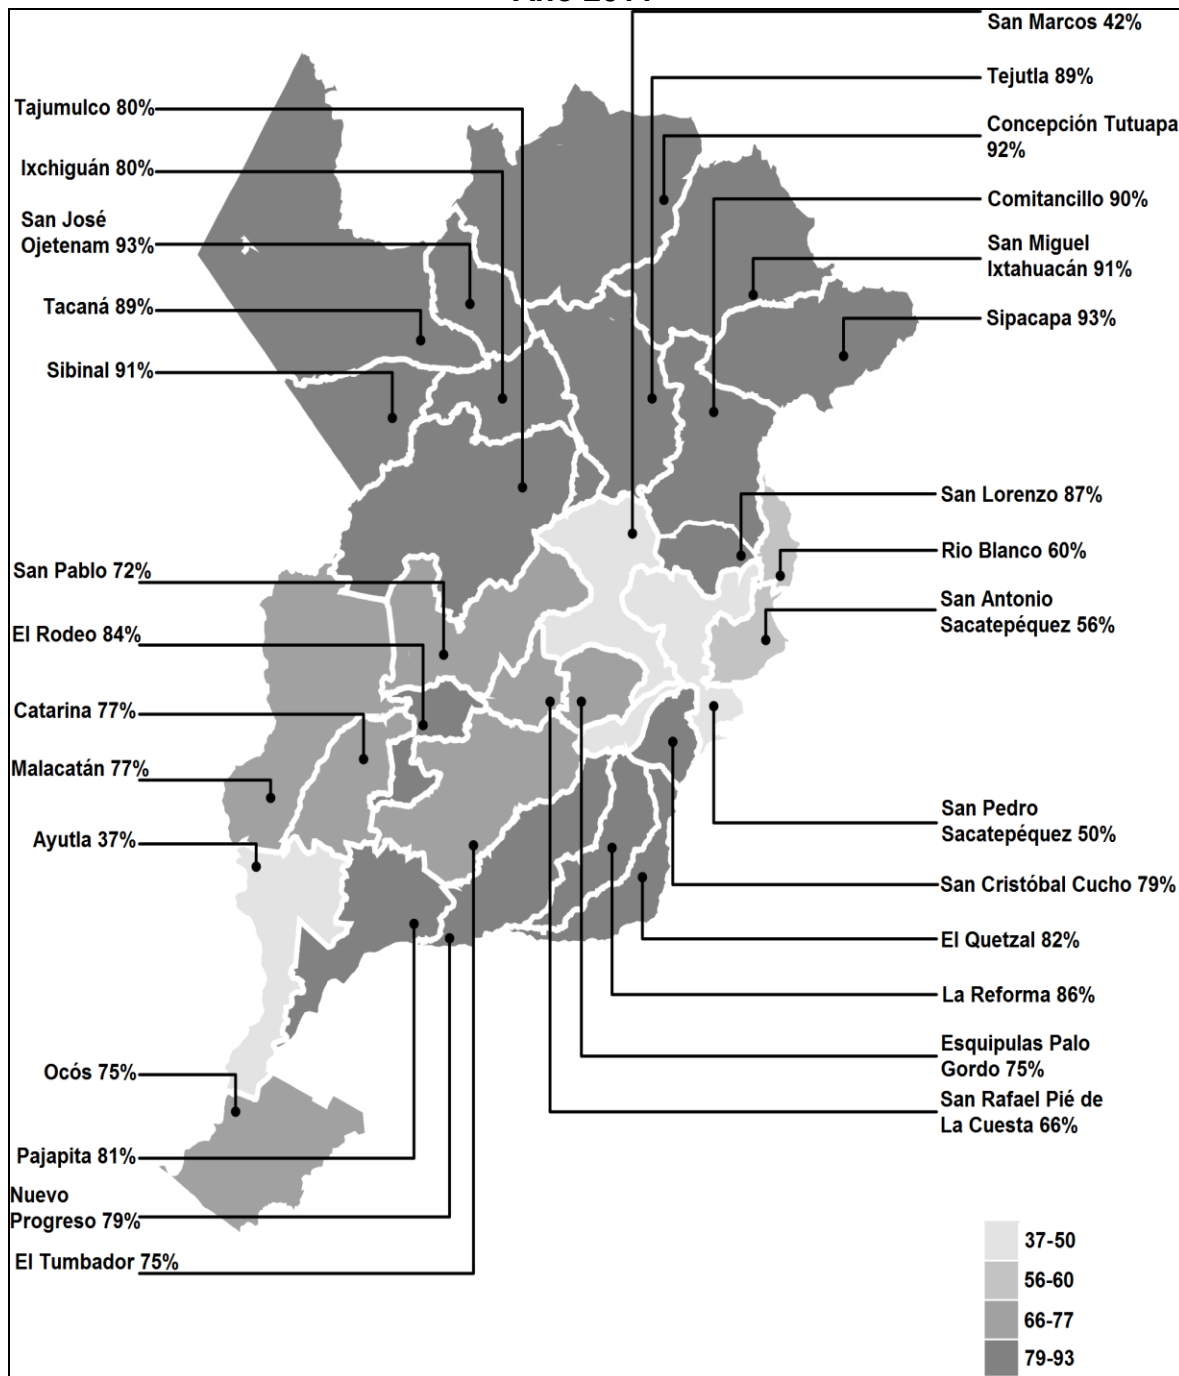 San Marcos 42%
Tejutla 89%
Concepción Tutuapa
92%
Comitancillo 90%
San Miguel
Ixtahuacán 91%
Sipacapa 93%
Tajumulco 80%
Ixchiguán 80%
San José
Ojetenam 93%
Tacaná 89%
Sibinal 91%
San Lorenzo 87%
Rio Blanco 60%
San Antonio
Sacatepéquez 56%
San Pablo 72%
El Rodeo 84%
Catarina 77%
Malacatán 77%
Ayutla 37%
San Pedro
Sacatepéquez 50%
San Cristóbal Cucho 79%
El Quetzal 82%
La Reforma 86%
Esquipulas Palo
Gordo 75%
San Rafael Pié de
La Cuesta 66%
Ocós 75%
Pajapita 81%
Nuevo
Progreso 79%
El Tumbador 75%
37-50
56-60
66-77
79-93